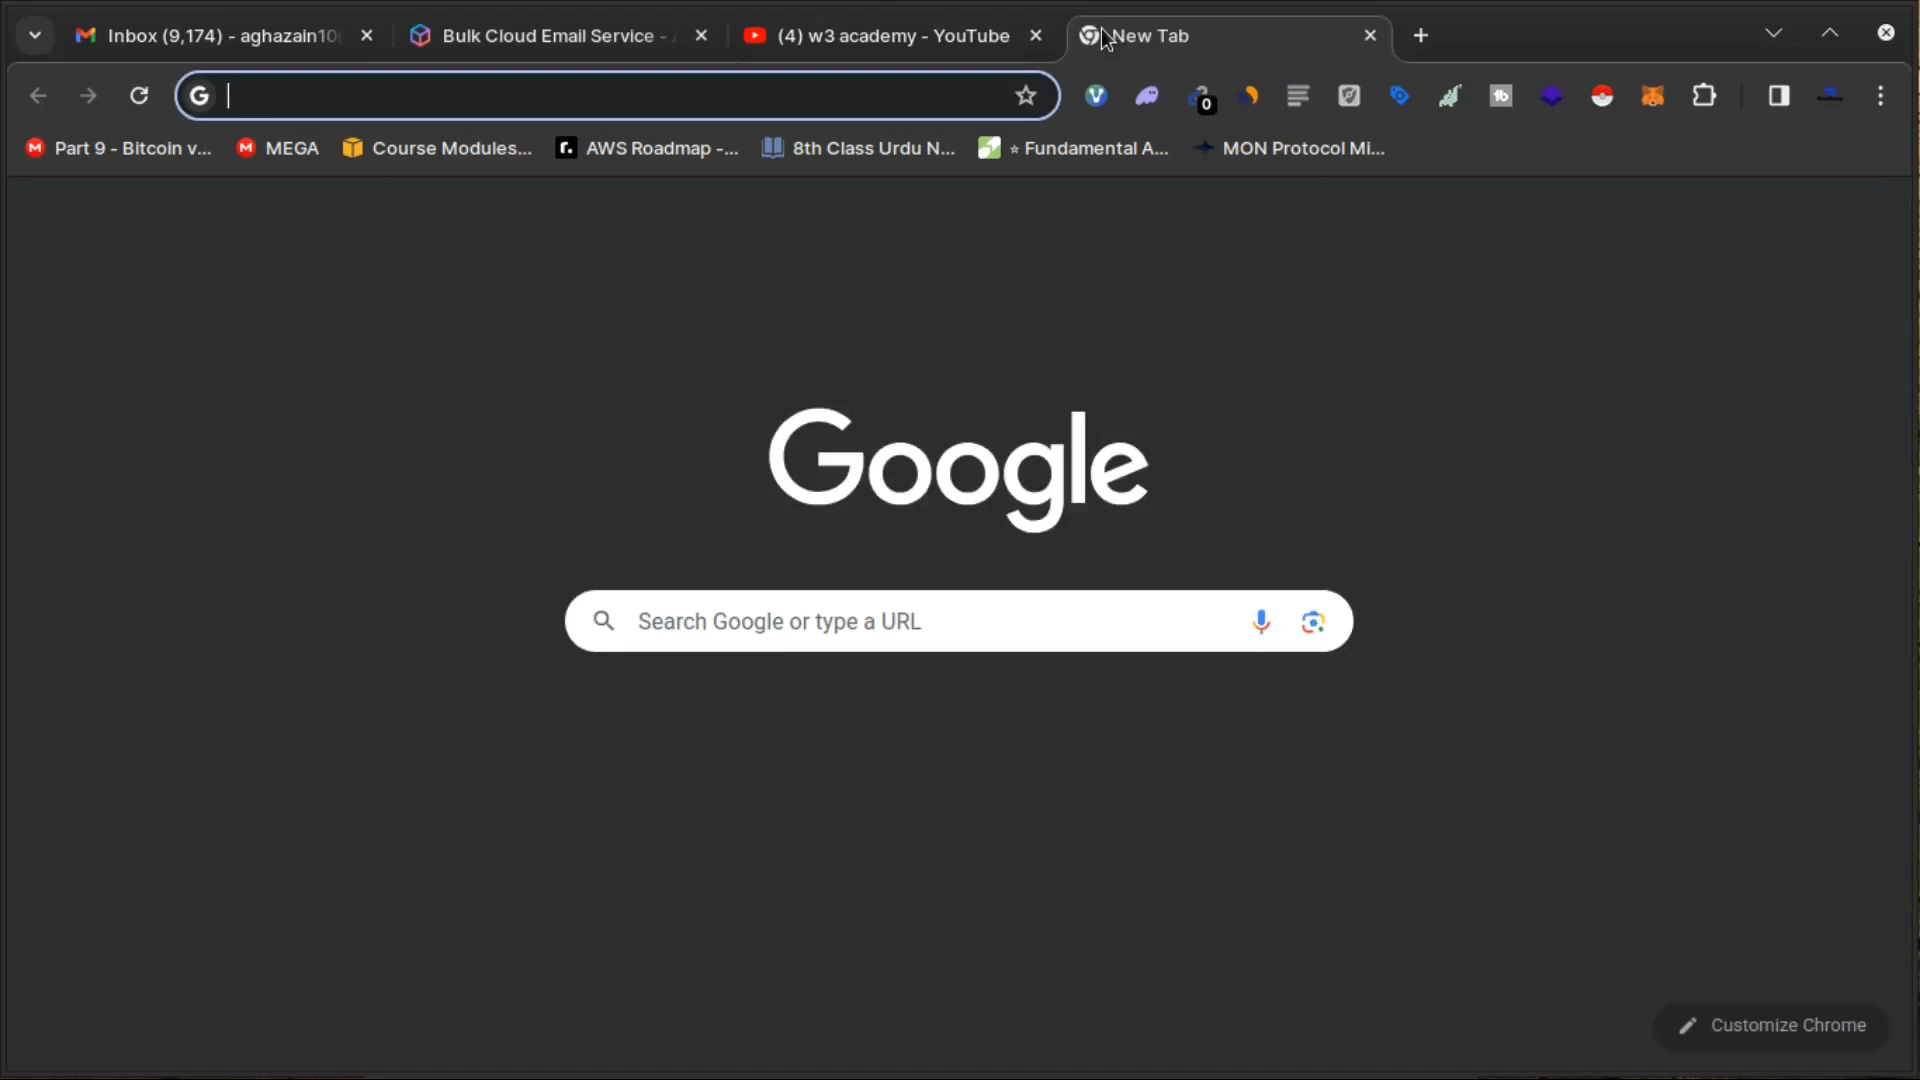 Inbox (9,174) - aghazain10
Bulk Cloud Email Service -
(4) w3 academy - YouTube
New Tab
G
0
tb
Part 9 - Bitcoin v...
MEGA
Course Modules...
r.
AWS Roadmap -...
8th Class Urdu N...
⭐ Fundamental A...
MON Protocol Mi...
Google
Search Google or type a URL
Customize Chrome